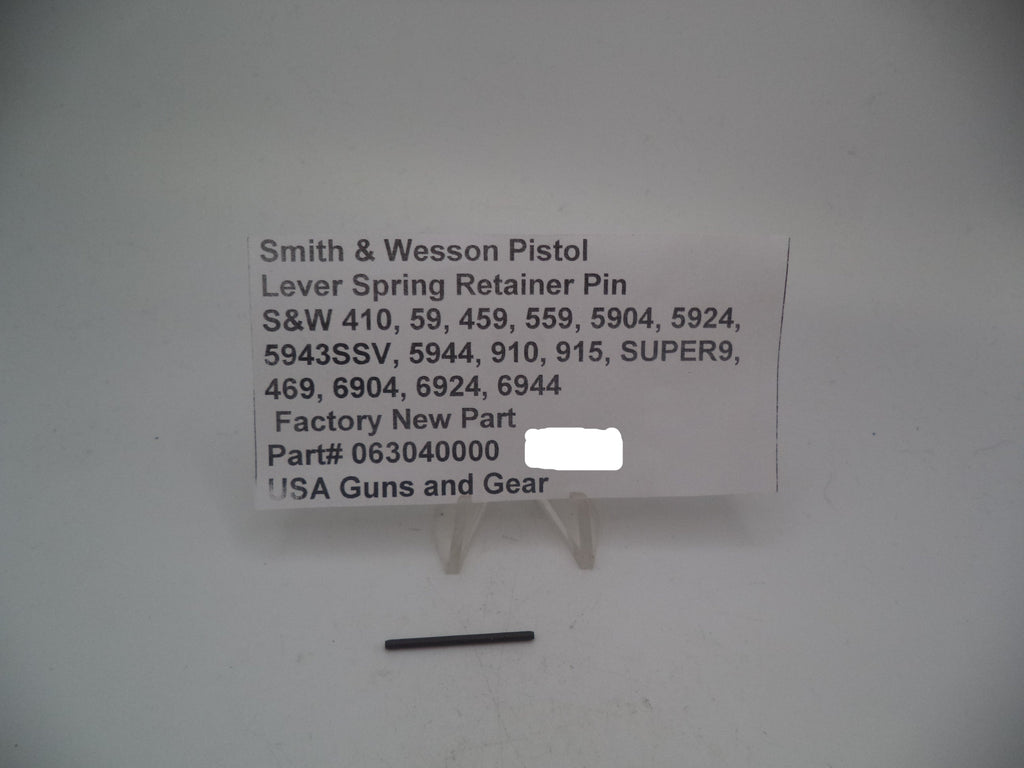 Smith & Wesson Pistol
Lever Spring Retainer Pin
S&W 410, 59, 459, 559, 5904, 5924,
5943SSV, 5944, 910, 915, SUPER9,
469, 6904, 6924, 6944
Factory New Part
Part# 063040000
USA Guns and Gear